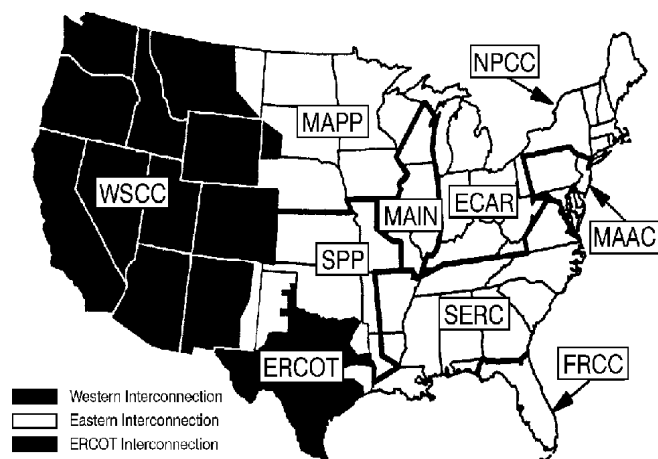 NPCC
MAPP
WSCC
MAIN
ECAR
MAAC
SPP
SERC
ERCOT
FRCC
Western Interconnection
Eastern Interconnection
ERCOT Interconnection